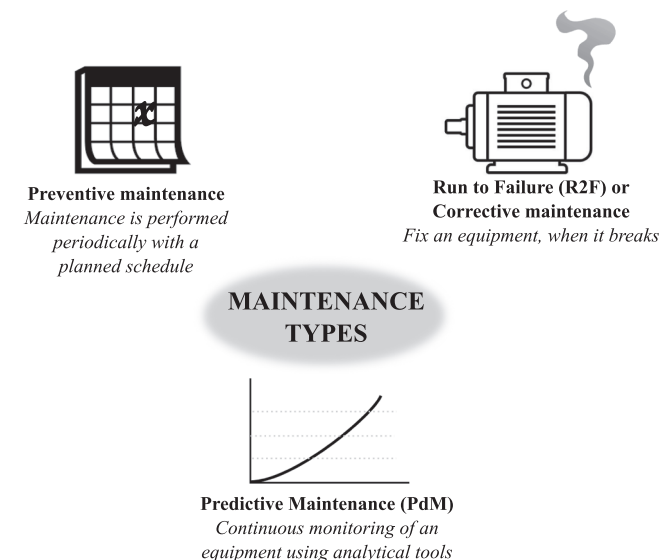 Preventive maintenance
Maintenance is performed
periodically with a
planned schedule
Run to Failure (R2F) or
Corrective maintenance
Fix an equipment, when it breaks
MAINTENANCE
TYPES
Predictive Maintenance (PdM)
Continuous monitoring of an
equipment using analytical tools